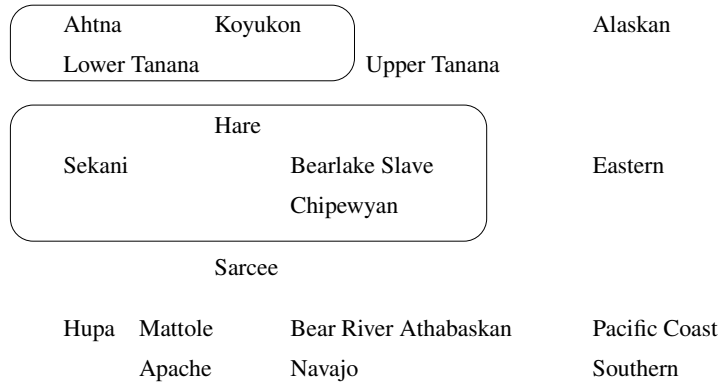 Ahtna Koyukon Alaskan
Lower Tanana Upper Tanana
Hare
Sekani Bearlake Slave Eastern
Chipewyan
Sarcee
Hupa Mattole Bear River Athabaskan Pacific Coast
Apache Navajo Southern